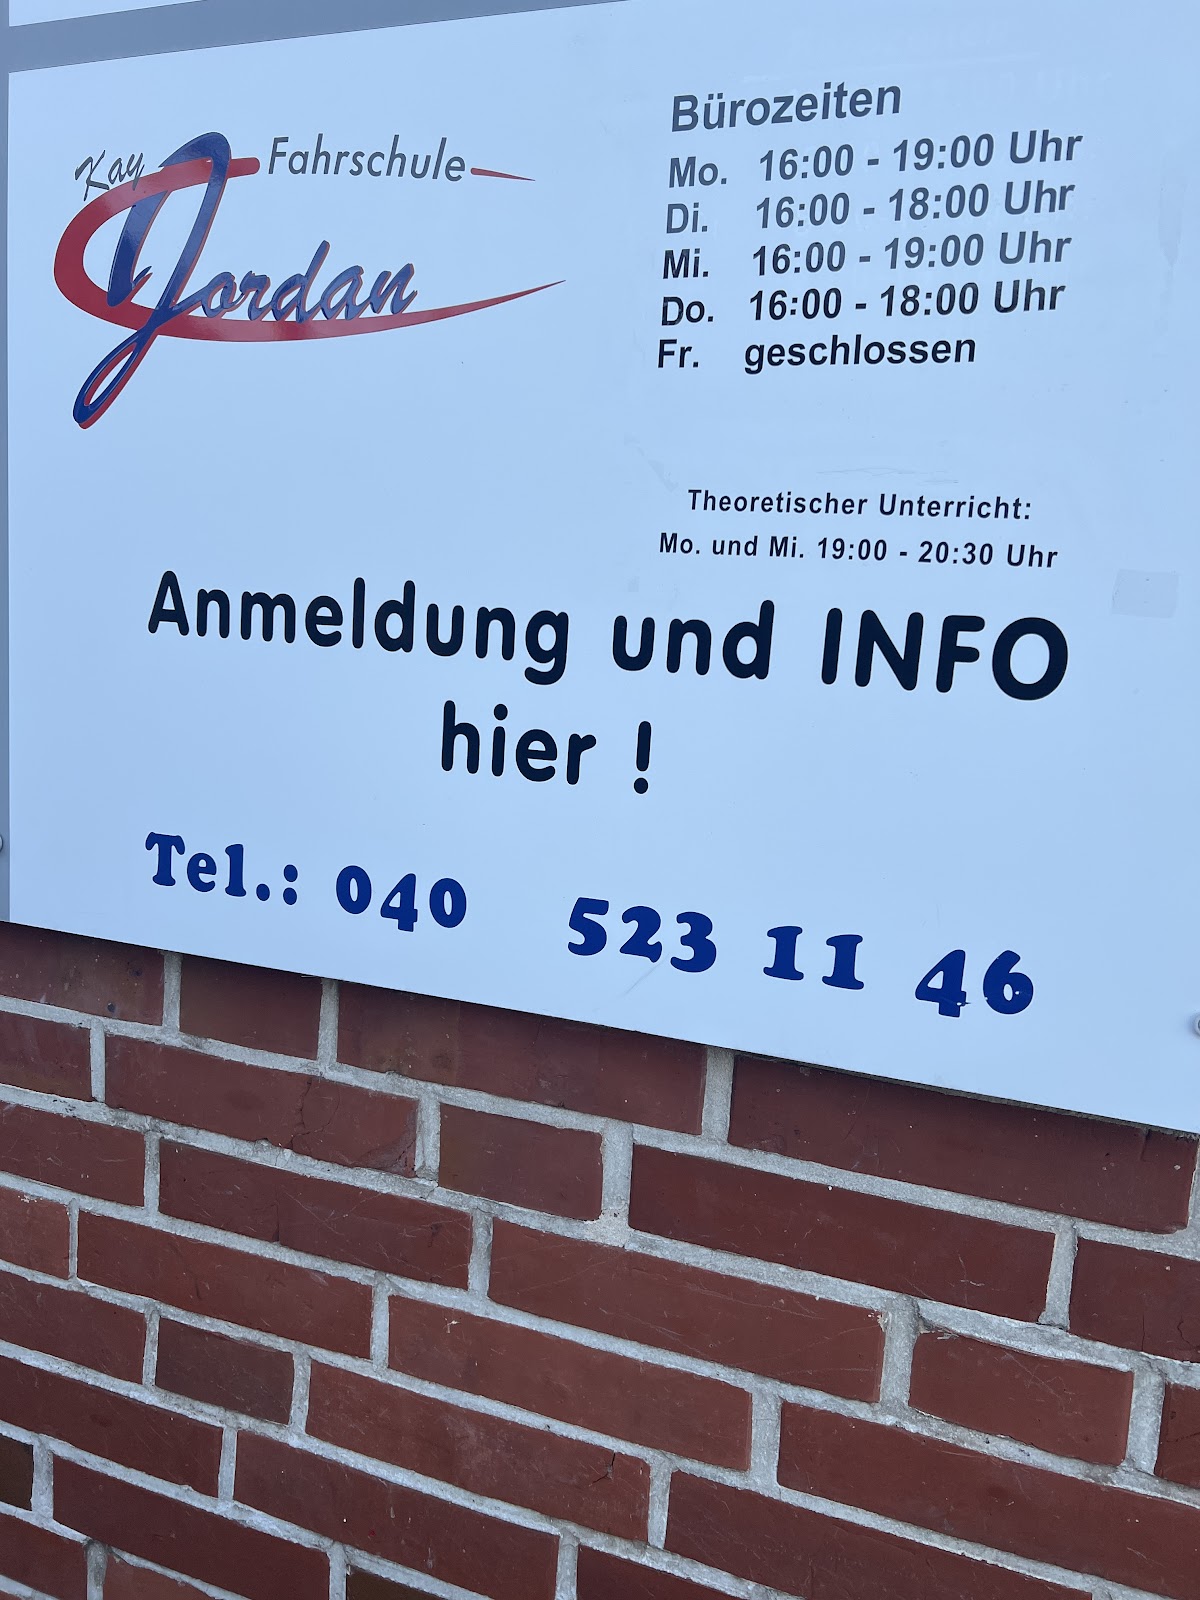 Kay Fahrschule
Jordan
Bürozeiten
Mo. 16:00 - 19:00 Uhr
Di. 16:00 - 18:00 Uhr
Mi. 16:00 - 19:00 Uhr
Do. 16:00 - 18:00 Uhr
Fr. geschlossen
Theoretischer Unterricht:
Mo. und Mi. 19:00 - 20:30 Uhr
Anmeldung und INFO
hier !
Tel.: 040 523 11 46